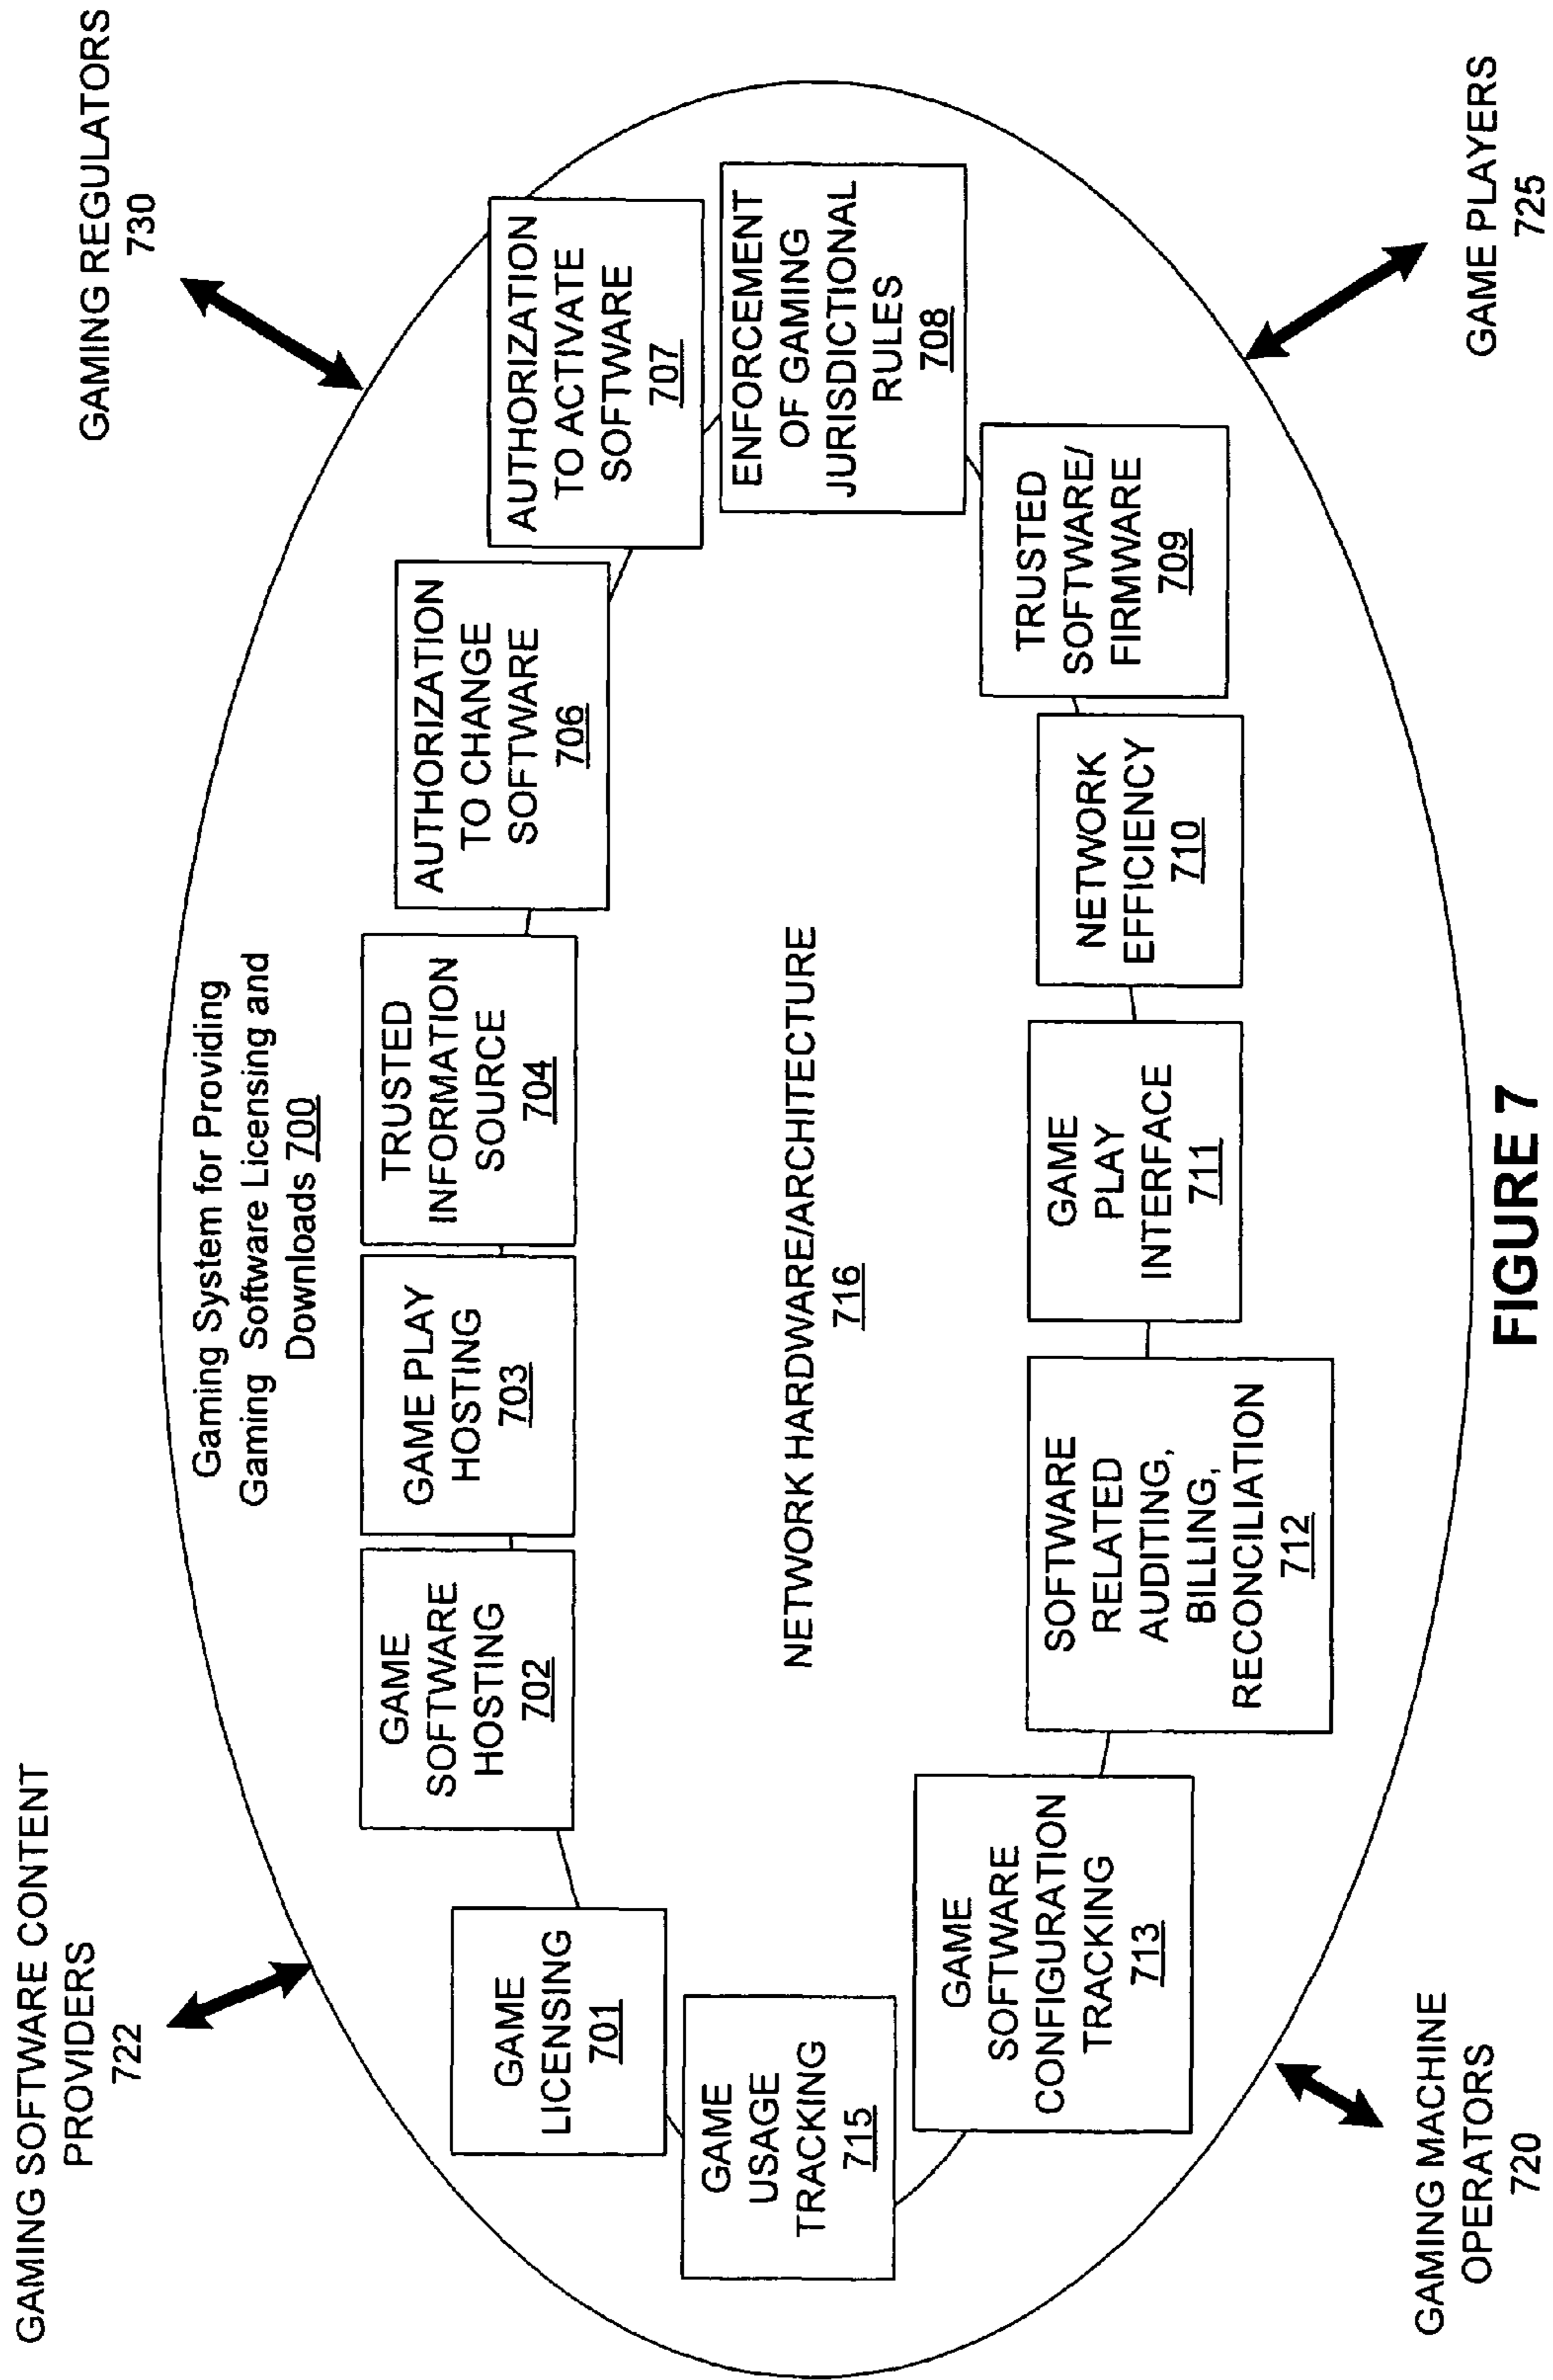 GAMING SOFTWARE CONTENT
PROVIDERS
722
GAMING REGULATORS
730
Gaming System for Providing
Gaming Software Licensing and
Downloads 700
GAME
LICENSING
701
GAME
SOFTWARE
HOSTING
702
GAME PLAY
HOSTING
703
TRUSTED
INFORMATION
SOURCE
704
AUTHORIZATION
TO CHANGE
SOFTWARE
706
AUTHORIZATION
TO ACTIVATE
SOFTWARE
707
ENFORCEMENT
OF GAMING
JURISDICTIONAL
RULES
708
NETWORK HARDWARE/ARCHITECTURE
716
GAME
USAGE
TRACKING
715
GAME
SOFTWARE
CONFIGURATION
TRACKING
713
SOFTWARE
RELATED
AUDITING,
BILLING,
RECONCILIATION
712
GAME
PLAY
INTERFACE
711
NETWORK
EFFICIENCY
710
TRUSTED
SOFTWARE/
FIRMWARE
709
GAMING MACHINE
OPERATORS
720
GAME PLAYERS
725
FIGURE 7